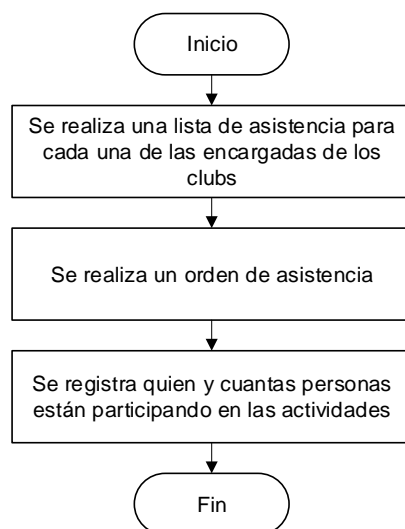 Inicio
Se realiza una lista de asistencia para
cada una de las encargadas de los
clubs
Se realiza un orden de asistencia
Se registra quien y cuantas personas
están participando en las actividades
Fin